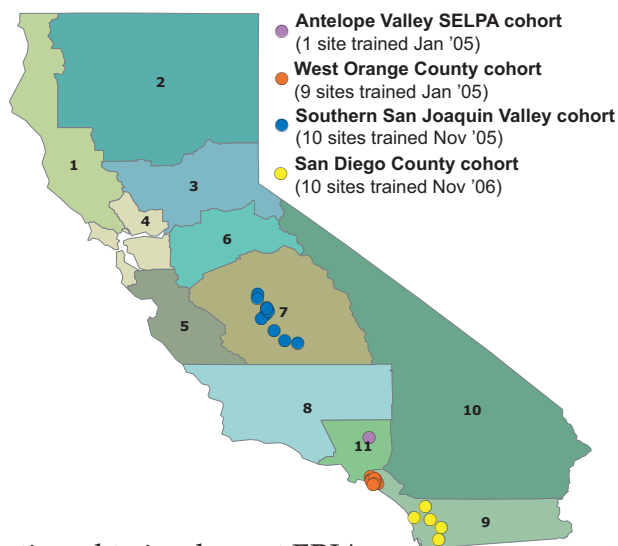 Antelope Valley SELPA cohort
(1 site trained Jan '05)
West Orange County cohort
(9 sites trained Jan '05)
Southern San Joaquin Valley cohort
(10 sites trained Nov '05)
San Diego County cohort
(10 sites trained Nov '06)
2
1
3
4
6
7
5
8
10
11
9